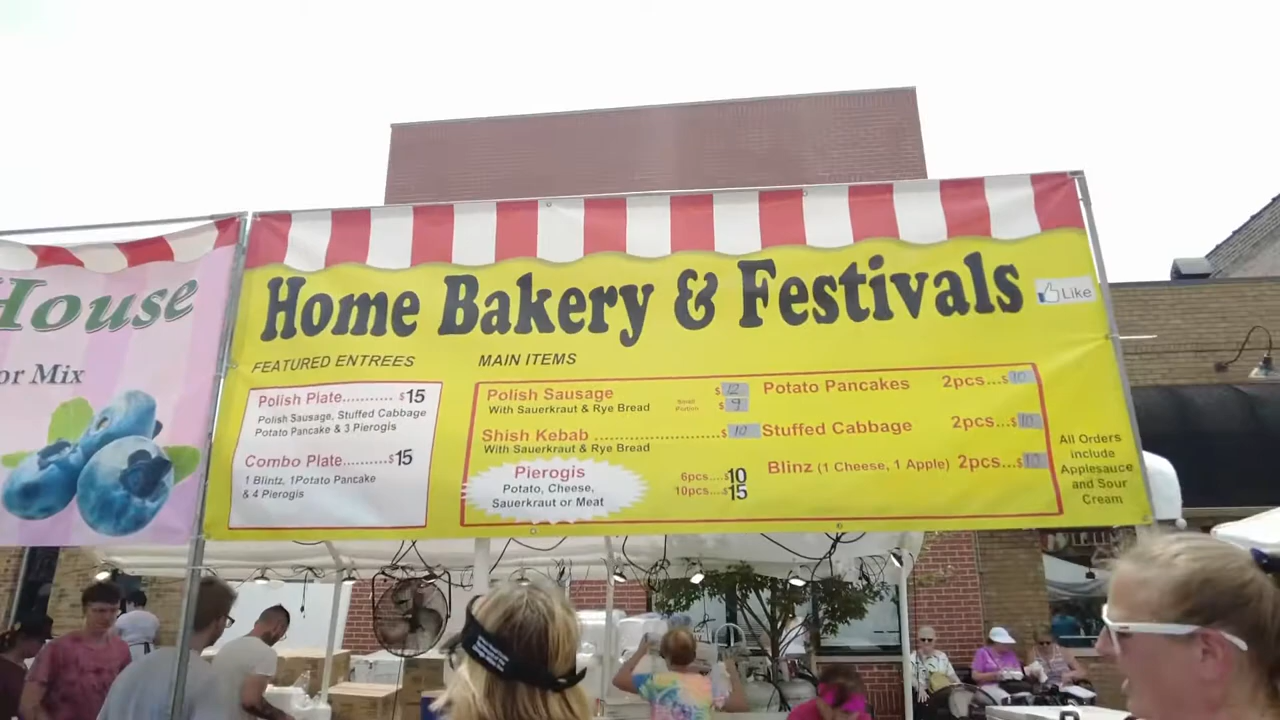 House
or Mix
Home Bakery & Festivals
Like
FEATURED ENTREES
Polish Plate........... $15
Polish Sausage, Stuffed Cabbage
Potato Pancake & 3 Pierogis
Combo Plate.........$15
1 Blintz, 1Potato Pancake
& 4 Pierogis
MAIN ITEMS
Polish Sausage $12
With Sauerkraut & Rye Bread
Small Portion $9
Shish Kebab ........................$10
With Sauerkraut & Rye Bread
Pierogis
Potato, Cheese,
Sauerkraut or Meat
6pcs....$10
10pcs....$15
Potato Pancakes 2pcs...$10
Stuffed Cabbage 2pcs...$10
Blinz (1 Cheese, 1 Apple) 2pcs...$10
All Orders
include
Applesauce
and Sour
Cream